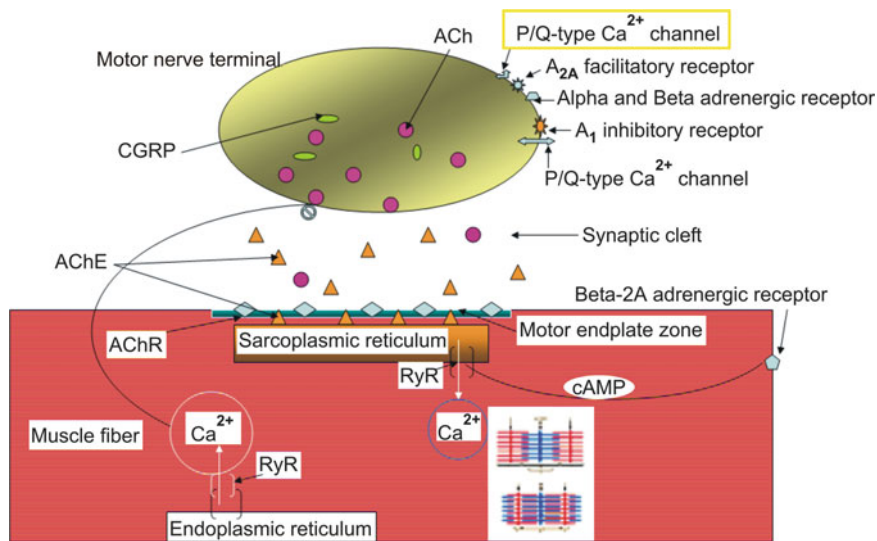 ACh
P/Q-type Ca2+ channel
Motor nerve terminal
A2A facilitatory receptor
Alpha and Beta adrenergic receptor
A1 inhibitory receptor
CGRP
P/Q-type Ca2+ channel
Synaptic cleft
AChE
Beta-2A adrenergic receptor
AChR
Sarcoplasmic reticulum
Motor endplate zone
RyR
cAMP
Muscle fiber
Ca2+
Ca2+
RyR
Endoplasmic reticulum